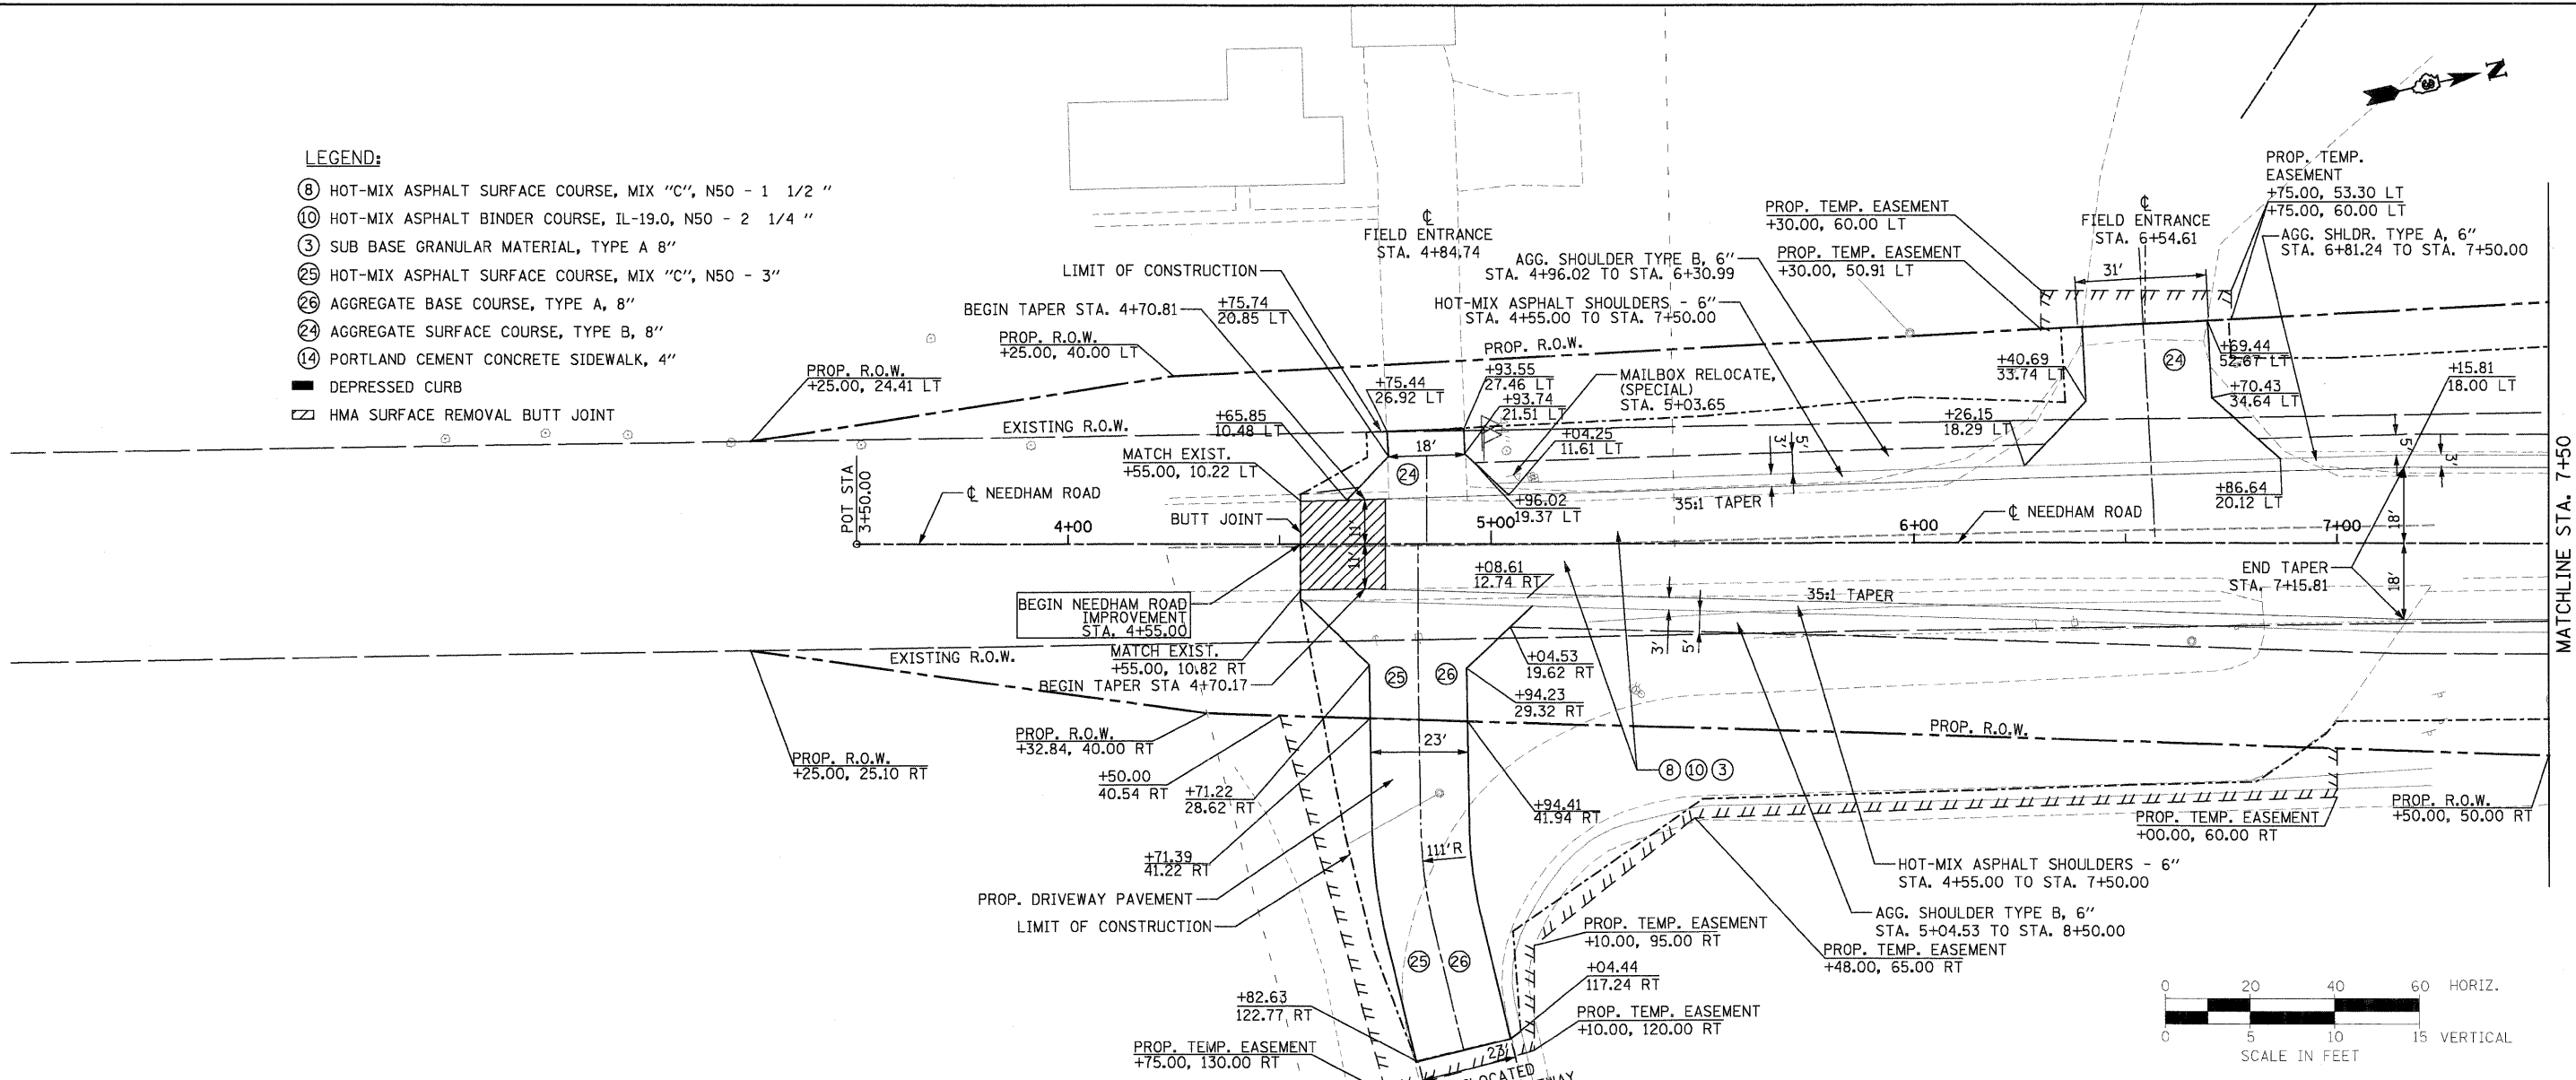 LEGEND:
8 HOT-MIX ASPHALT SURFACE COURSE, MIX "C", N50 - 1 1/2 "
10 HOT-MIX ASPHALT BINDER COURSE, IL-19.0, N50 - 2 1/4 "
3 SUB BASE GRANULAR MATERIAL, TYPE A 8"
25 HOT-MIX ASPHALT SURFACE COURSE, MIX "C", N50 - 3"
26 AGGREGATE BASE COURSE, TYPE A, 8"
24 AGGREGATE SURFACE COURSE, TYPE B, 8"
14 PORTLAND CEMENT CONCRETE SIDEWALK, 4"
DEPRESSED CURB
HMA SURFACE REMOVAL BUTT JOINT
N
PROP. TEMP.
EASEMENT
+75.00, 53.30 LT
+75.00, 60.00 LT
AGG. SHLDR. TYPE A, 6"
STA. 6+81.24 TO STA. 7+50.00
℄
FIELD ENTRANCE
STA. 6+54.61
31'
PROP. TEMP. EASEMENT
+30.00, 60.00 LT
PROP. TEMP. EASEMENT
+30.00, 50.91 LT
℄
FIELD ENTRANCE
STA. 4+84.74
AGG. SHOULDER TYPE B, 6"
STA. 4+96.02 TO STA. 6+30.99
HOT-MIX ASPHALT SHOULDERS - 6"
STA. 4+55.00 TO STA. 7+50.00
LIMIT OF CONSTRUCTION
BEGIN TAPER STA. 4+70.81
+75.74
20.85 LT
PROP. R.O.W.
+25.00, 40.00 LT
PROP. R.O.W.
+25.00, 24.41 LT
PROP. R.O.W.
+75.44
26.92 LT
+93.55
27.46 LT
+93.74
21.51 LT
MAILBOX RELOCATE,
(SPECIAL)
STA. 5+03.65
+40.69
33.74 LT
24
+69.44
52.67 LT
+70.43
34.64 LT
+15.81
18.00 LT
+65.85
10.48 LT
EXISTING R.O.W.
+04.25
11.61 LT
+26.15
18.29 LT
3'
5'
5'
3'
MATCH EXIST.
+55.00, 10.22 LT
18'
24
POT STA
3+50.00
℄ NEEDHAM ROAD
4+00
BUTT JOINT
11'
11'
+96.02
19.37 LT
5+00
35:1 TAPER
6+00
℄ NEEDHAM ROAD
+86.64
20.12 LT
7+00
18'
18'
MATCHLINE STA. 7+50
+08.61
12.74 RT
END TAPER
STA. 7+15.81
BEGIN NEEDHAM ROAD
IMPROVEMENT
STA. 4+55.00
35:1 TAPER
3'
5'
EXISTING R.O.W.
MATCH EXIST.
+55.00, 10.82 RT
BEGIN TAPER STA 4+70.17
25
26
+04.53
19.62 RT
+94.23
29.32 RT
PROP. R.O.W.
PROP. R.O.W.
+32.84, 40.00 RT
23'
PROP. R.O.W.
+25.00, 25.10 RT
+50.00
40.54 RT
+71.22
28.62 RT
8 10 3
+94.41
41.94 RT
PROP. TEMP. EASEMENT
+00.00, 60.00 RT
PROP. R.O.W.
+50.00, 50.00 RT
+71.39
41.22 RT
111'R
PROP. DRIVEWAY PAVEMENT
LIMIT OF CONSTRUCTION
HOT-MIX ASPHALT SHOULDERS - 6"
STA. 4+55.00 TO STA. 7+50.00
AGG. SHOULDER TYPE B, 6"
STA. 5+04.53 TO STA. 8+50.00
PROP. TEMP. EASEMENT
+10.00, 95.00 RT
PROP. TEMP. EASEMENT
+48.00, 65.00 RT
25
26
+04.44
117.24 RT
+82.63
122.77 RT
PROP. TEMP. EASEMENT
+10.00, 120.00 RT
PROP. TEMP. EASEMENT
+75.00, 130.00 RT
23'
0 20 40 60 HORIZ.
0 5 10 15 VERTICAL
SCALE IN FEET